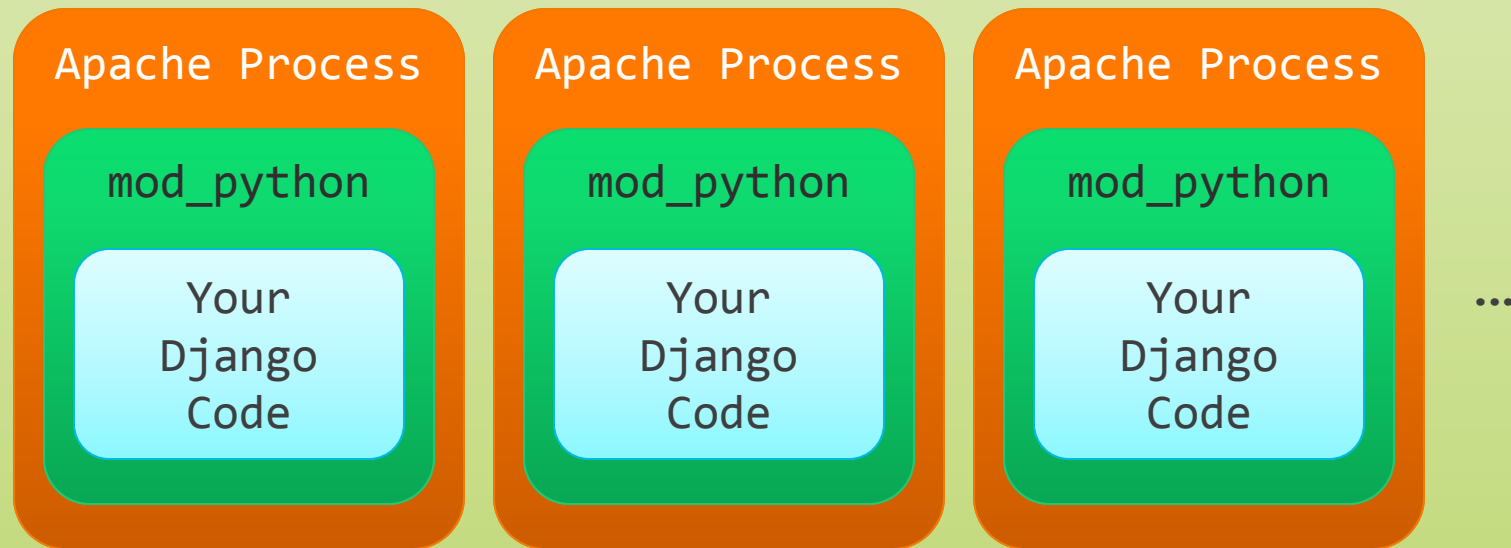 Apache Process
mod_python
Your
Django
Code
Apache Process
mod_python
Your
Django
Code
Apache Process
mod_python
Your
Django
Code
...